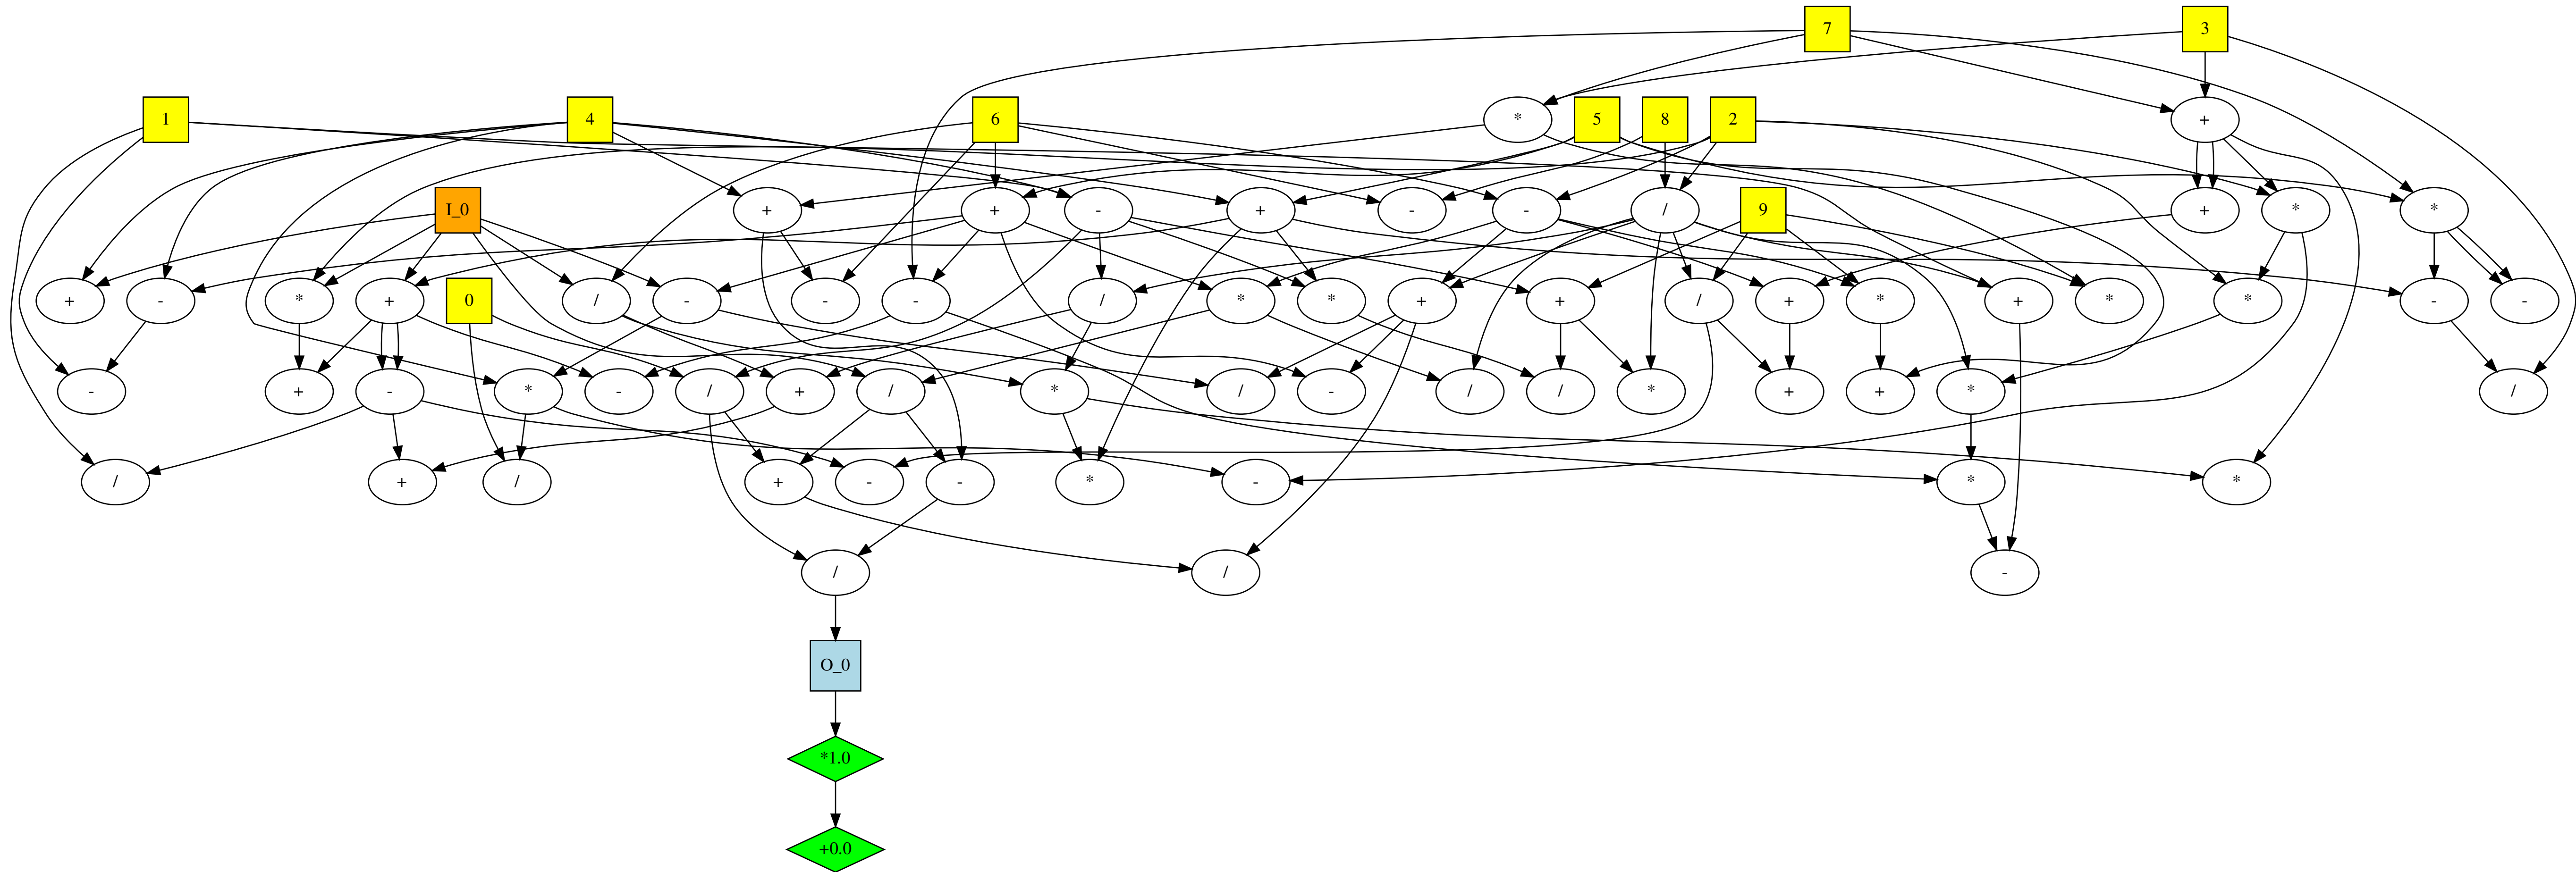 7 3
1 4 6 * 5 8 2 +
I_0 + + - + - - / 9 + * *
+ - * + 0 / - - - / * * + + / + * + * * - -
- + - * - / + / * / - / / * + + * /
/ + / + - - * - * *
/ / -
O_0
*1.0
+0.0